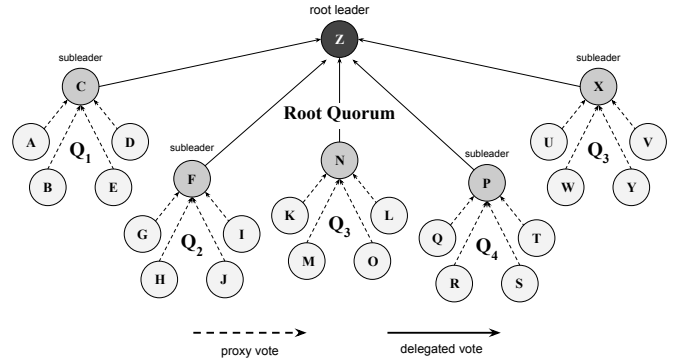 root leader
Z
subleader
C
subleader
X
A
D
Q1
B
E
Root Quorum
U
V
Q3
W
Y
subleader
F
N
subleader
P
G
I
Q2
H
J
K
L
Q3
M
O
Q
T
Q4
R
S
proxy vote
delegated vote